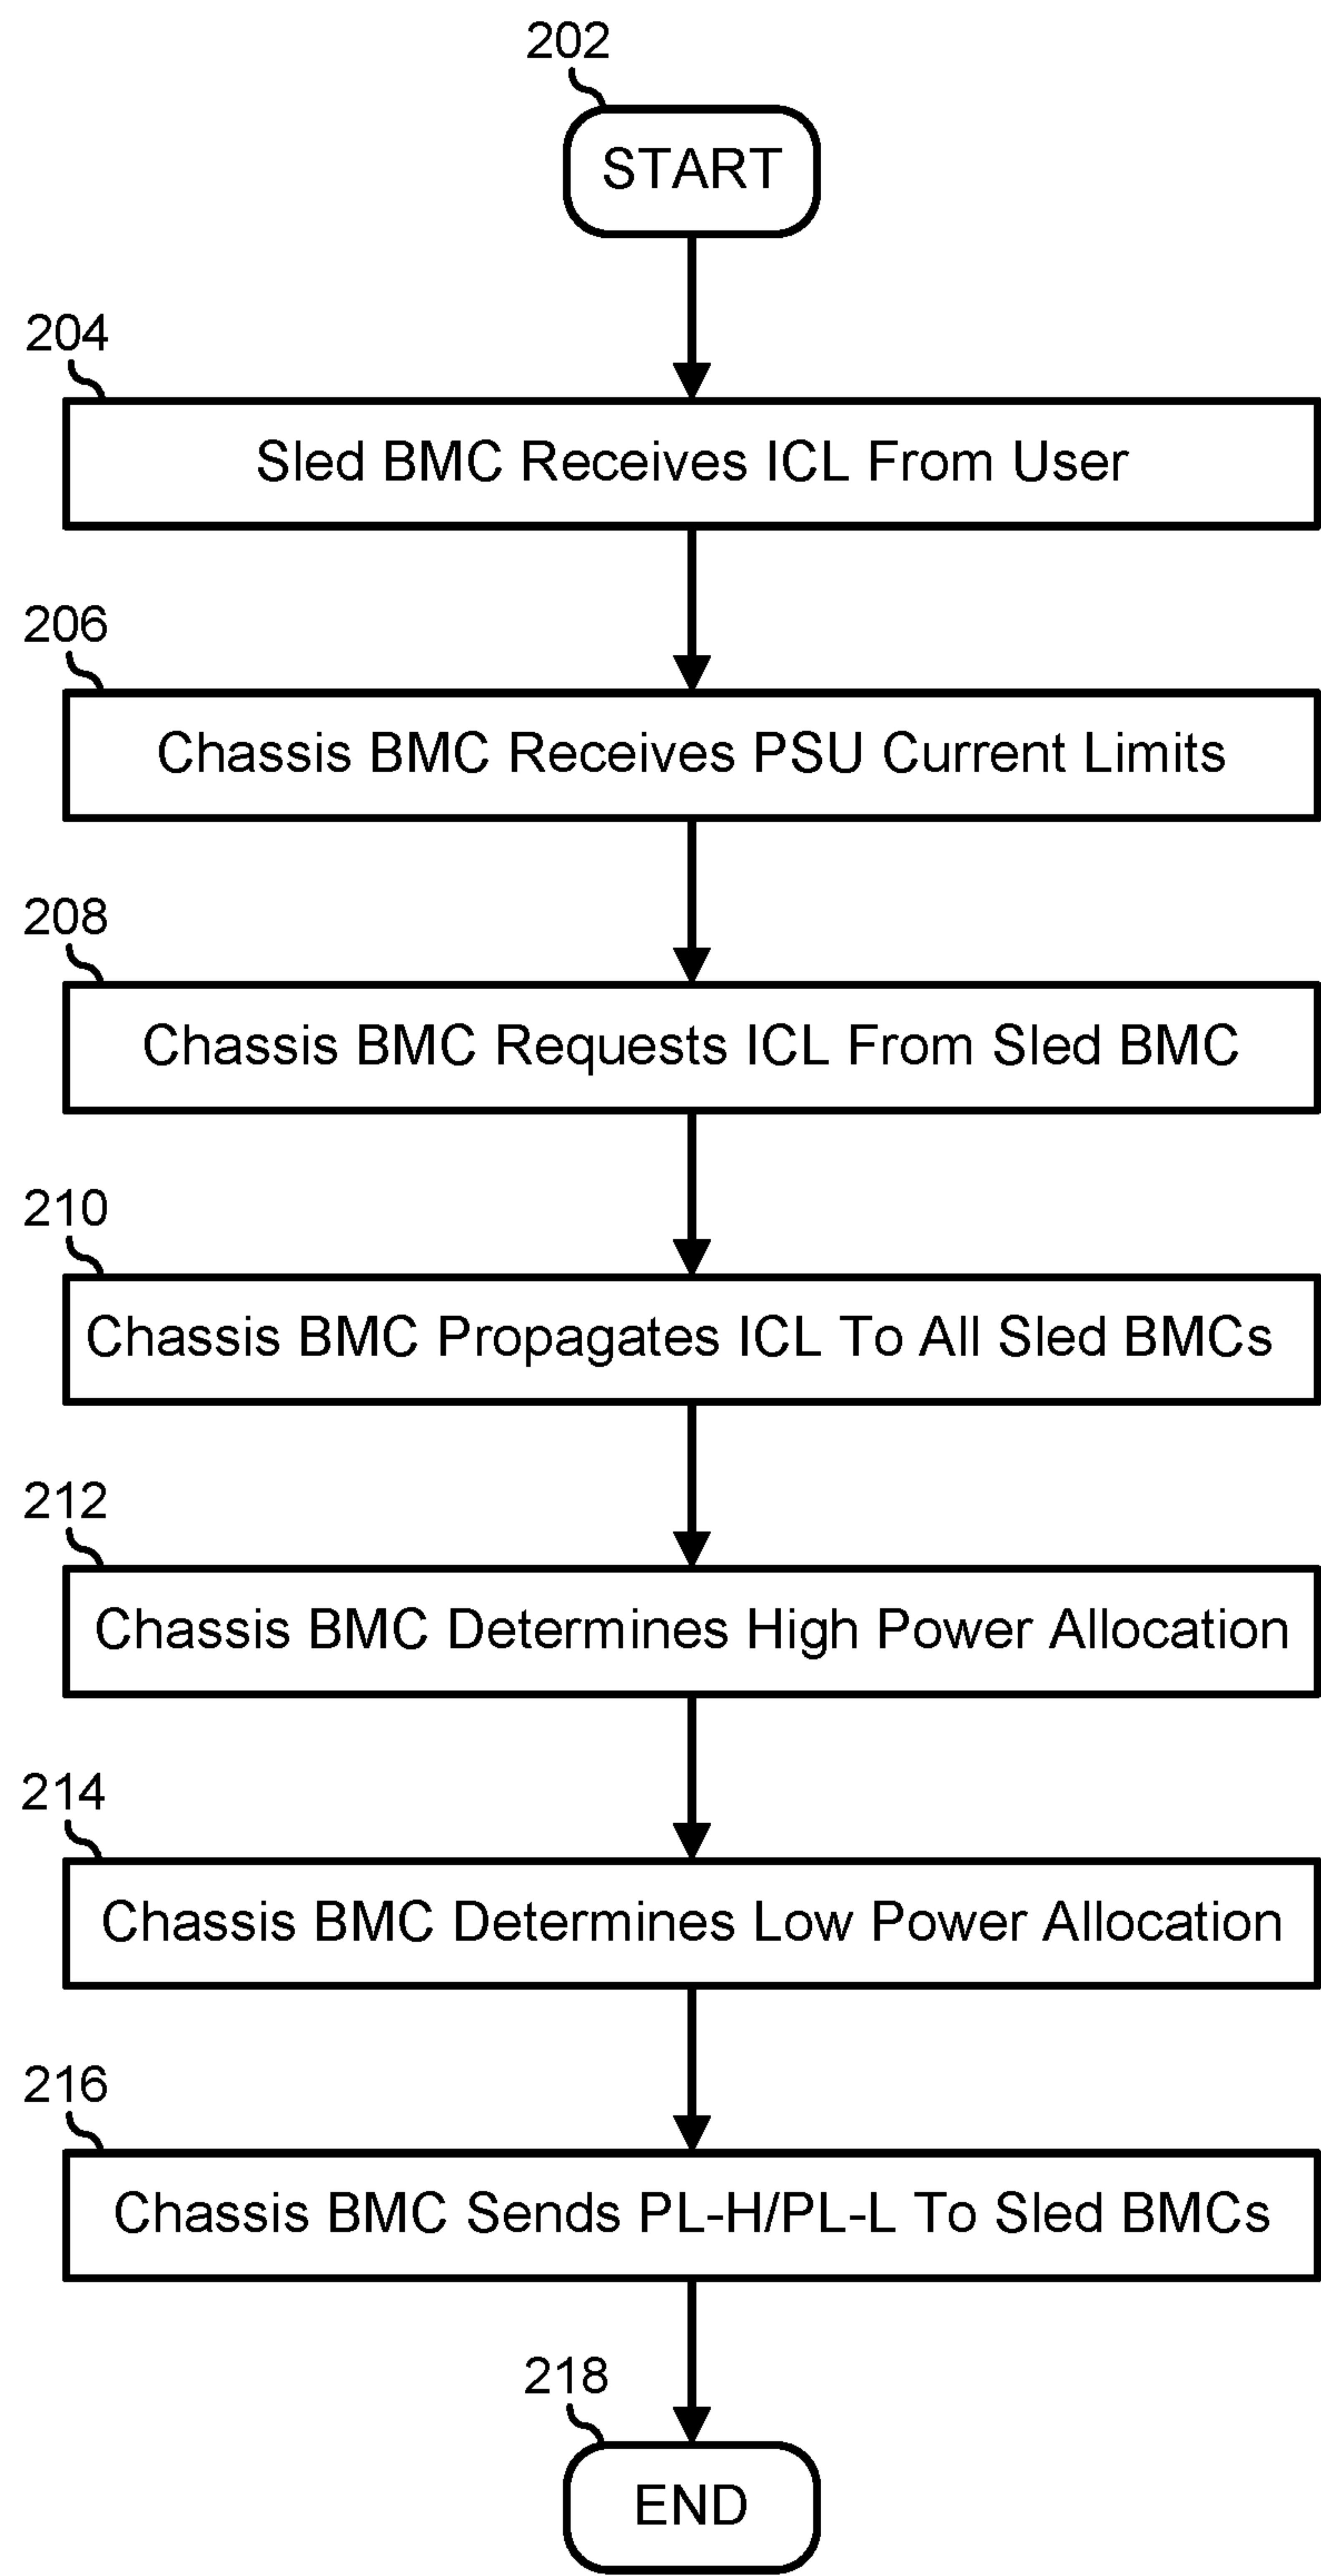 202
START
204
Sled BMC Receives ICL From User
206
Chassis BMC Receives PSU Current Limits
208
Chassis BMC Requests ICL From Sled BMC
210
Chassis BMC Propagates ICL To All Sled BMCs
212
Chassis BMC Determines High Power Allocation
214
Chassis BMC Determines Low Power Allocation
216
Chassis BMC Sends PL-H/PL-L To Sled BMCs
218
END